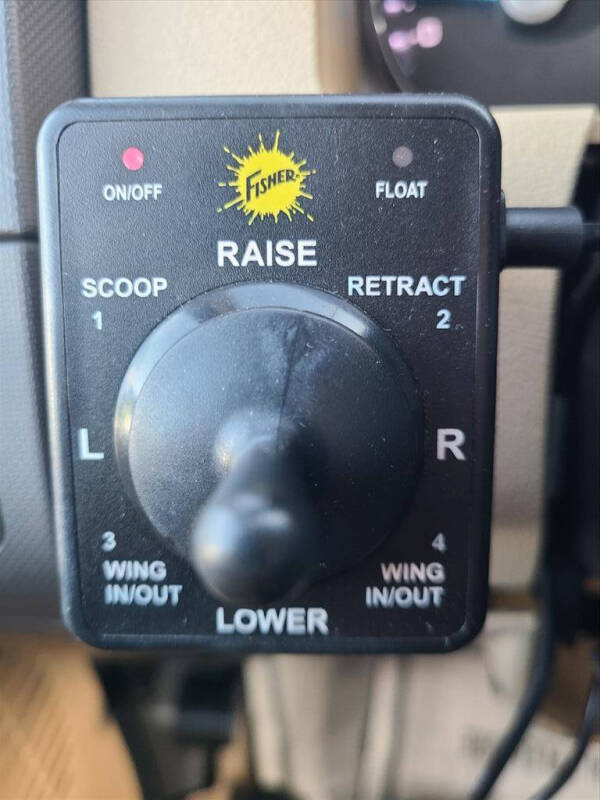 ON/OFF
FISHER
FLOAT
RAISE
SCOOP
1
RETRACT
2
L
R
3
WING
IN/OUT
4
WING
IN/OUT
LOWER